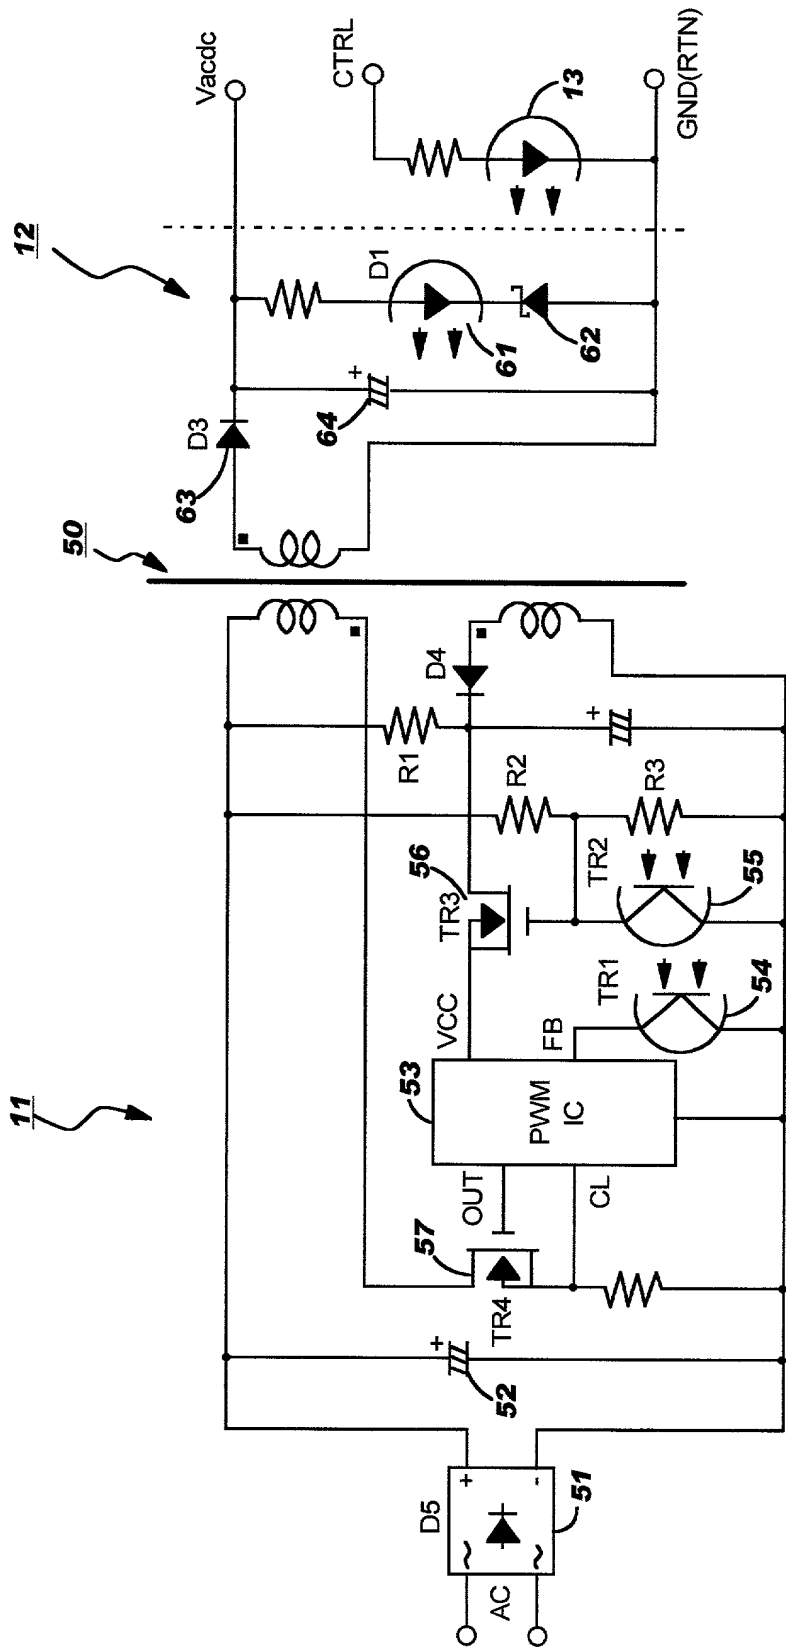 11
12
50
Vacdc
CTRL
GND(RTN)
13
D1
61
62
D3
63
64
+
D4
R1
+
R2
R3
TR2
55
56
TR3
TR1
54
VCC
FB
53
PWM
IC
OUT
CL
57
TR4
+
52
D5
+
-
~
~
AC
51